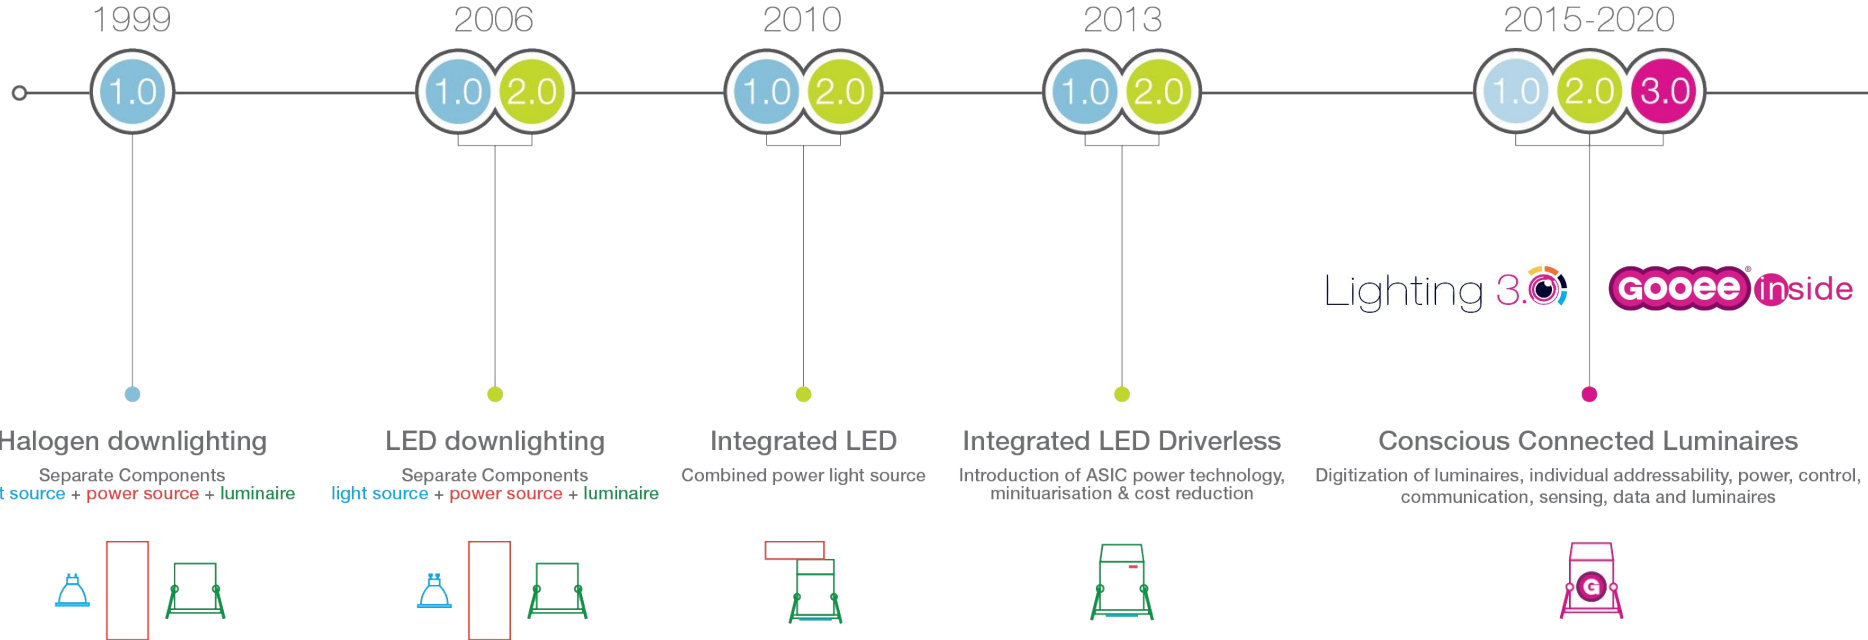 1999
2006
2010
2013
2015-2020
1.0
1.0 2.0
1.0 2.0
1.0 2.0
1.0 2.0 3.0
Lighting 3.0
GOOEE® inside
Halogen downlighting
Separate Components
t source + power source + luminaire
LED downlighting
Separate Components
light source + power source + luminaire
Integrated LED
Combined power light source
Integrated LED Driverless
Introduction of ASIC power technology,
minituarisation & cost reduction
Conscious Connected Luminaires
Digitization of luminaires, individual addressability, power, control,
communication, sensing, data and luminaires
G